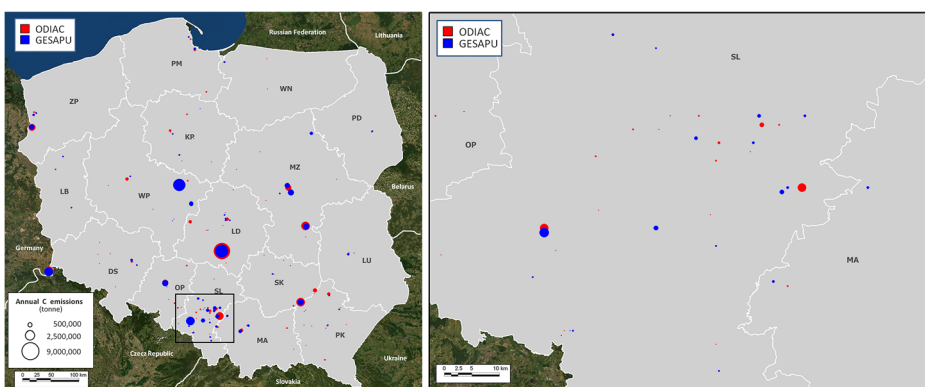 ODIAC
GESAPU
Russian Federation
Lithuania
PM
WN
ZP
PD
KP
MZ
LB
WP
Belarus
LD
Germany
LU
DS
SK
OP
SL
Annual C emissions
(tonne)
500,000
2,500,000
9,000,000
MA
PK
Czecz Republic
Ukraine
Slovakia
0 25 50 100 km
ODIAC
GESAPU
SL
OP
MA
0 2.5 5 10 km